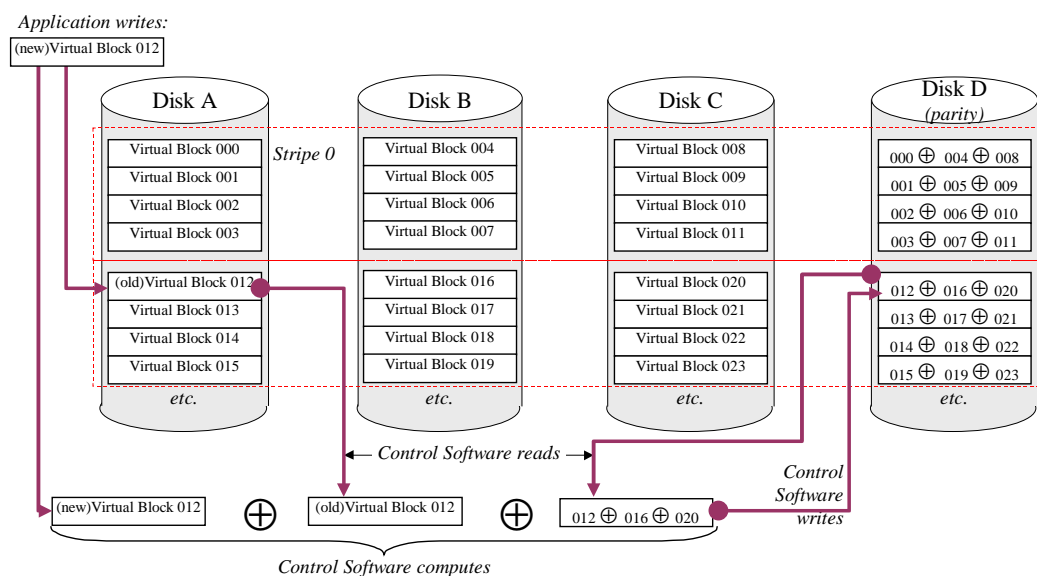 Application writes:
(new)Virtual Block 012
Disk A
Disk B
Disk C
Disk D
(parity)
Stripe 0
Virtual Block 000
Virtual Block 001
Virtual Block 002
Virtual Block 003
Virtual Block 004
Virtual Block 005
Virtual Block 006
Virtual Block 007
Virtual Block 008
Virtual Block 009
Virtual Block 010
Virtual Block 011
000 ⊕ 004 ⊕ 008
001 ⊕ 005 ⊕ 009
002 ⊕ 006 ⊕ 010
003 ⊕ 007 ⊕ 011
(old)Virtual Block 012
Virtual Block 013
Virtual Block 014
Virtual Block 015
Virtual Block 016
Virtual Block 017
Virtual Block 018
Virtual Block 019
Virtual Block 020
Virtual Block 021
Virtual Block 022
Virtual Block 023
012 ⊕ 016 ⊕ 020
013 ⊕ 017 ⊕ 021
014 ⊕ 018 ⊕ 022
015 ⊕ 019 ⊕ 023
etc.
etc.
etc.
etc.
Control Software reads
Control
Software
writes
(new)Virtual Block 012
⊕
(old)Virtual Block 012
⊕
012 ⊕ 016 ⊕ 020
Control Software computes